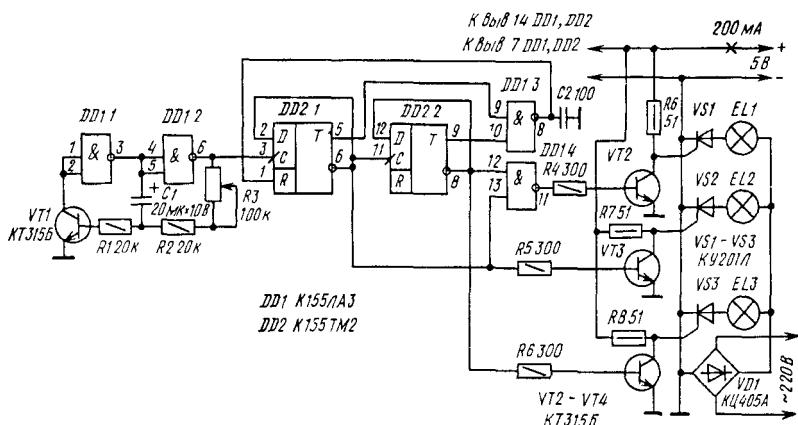 К выв 14 DD1, DD2
К выв 7 DD1, DD2
200 МА
+
5В
-
DD1 1
DD1 2
DD2 1
DD2 2
DD1 3
C2 100
R6
51
VS1
EL1
1
2
&
3
4
5
&
6
2
3
1
D
C
R
T
5
6
12
11
D
C
R
T
9
8
9
10
&
8
DD1 4
12
13
&
11
R4 300
VT2
C1
20 МК×10В
+
R3
100к
VT1
КТ315Б
R1 20к
R2 20к
R7 51
VS2
EL2
VT3
VS1-VS3
КУ201Л
R5 300
DD1 К155ЛА3
DD2 К155ТМ2
VS3
EL3
R8 51
R6 300
VT2-VT4
КТ315Б
VD1
КЦ405А
~220В